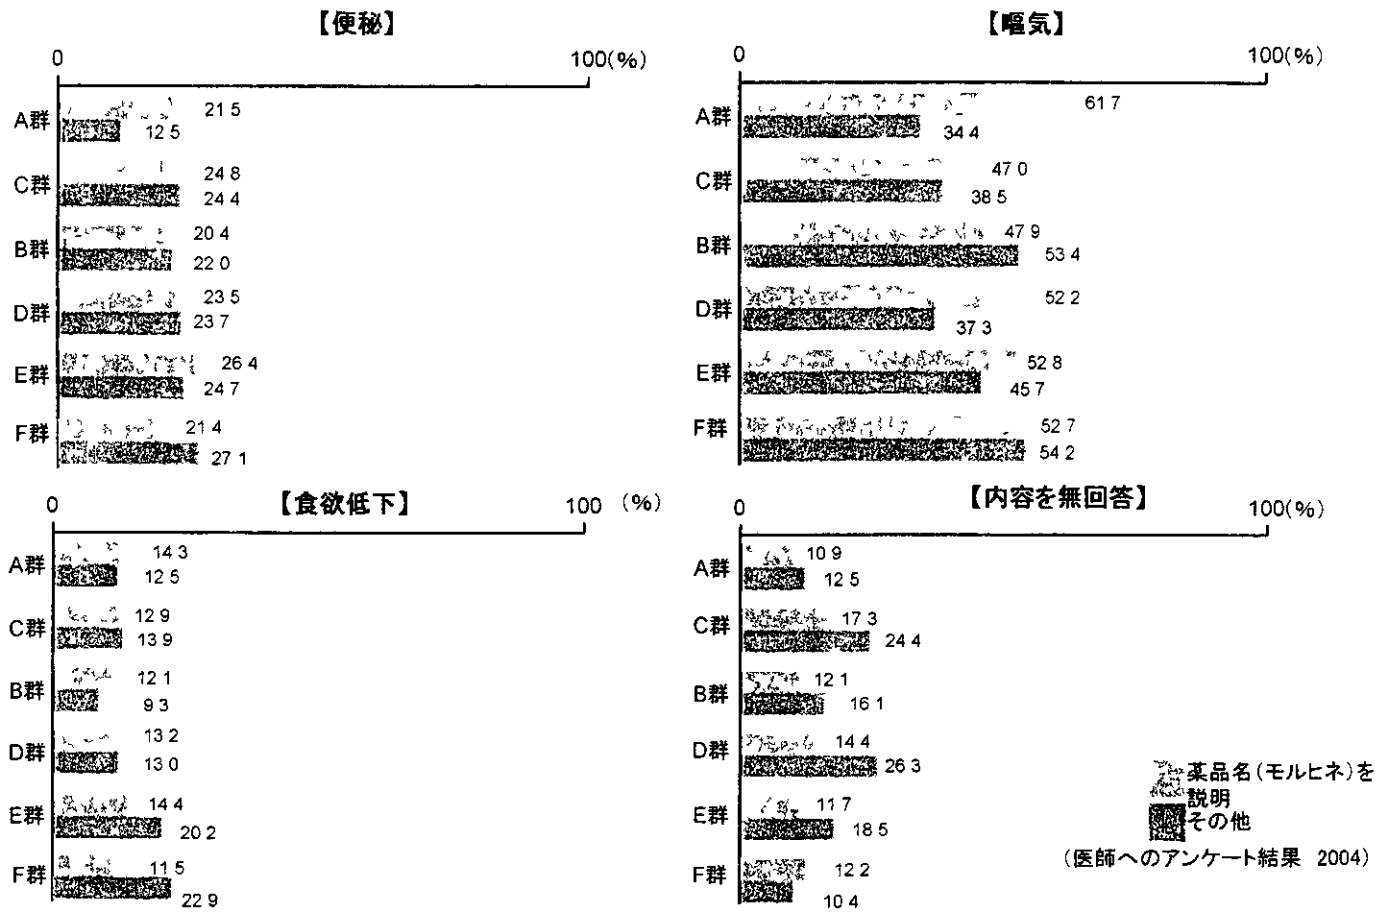 【便秘】
0 100(%)
A群 21.5
12.5
C群 24.8
24.4
B群 20.4
22.0
D群 23.5
23.7
E群 26.4
24.7
F群 21.4
27.1
【嘔気】
0 100(%)
A群 61.7
34.4
C群 47.0
38.5
B群 47.9
53.4
D群 52.2
37.3
E群 52.8
45.7
F群 52.7
54.2
【食欲低下】
0 100 (%)
A群 14.3
12.5
C群 12.9
13.9
B群 12.1
9.3
D群 13.2
13.0
E群 14.4
20.2
F群 11.5
22.9
【内容を無回答】
0 100(%)
A群 10.9
12.5
C群 17.3
24.4
B群 12.1
16.1
D群 14.4
26.3
E群 11.7
18.5
F群 12.2
10.4
薬品名(モルヒネ)を
説明
その他
(医師へのアンケート結果 2004)